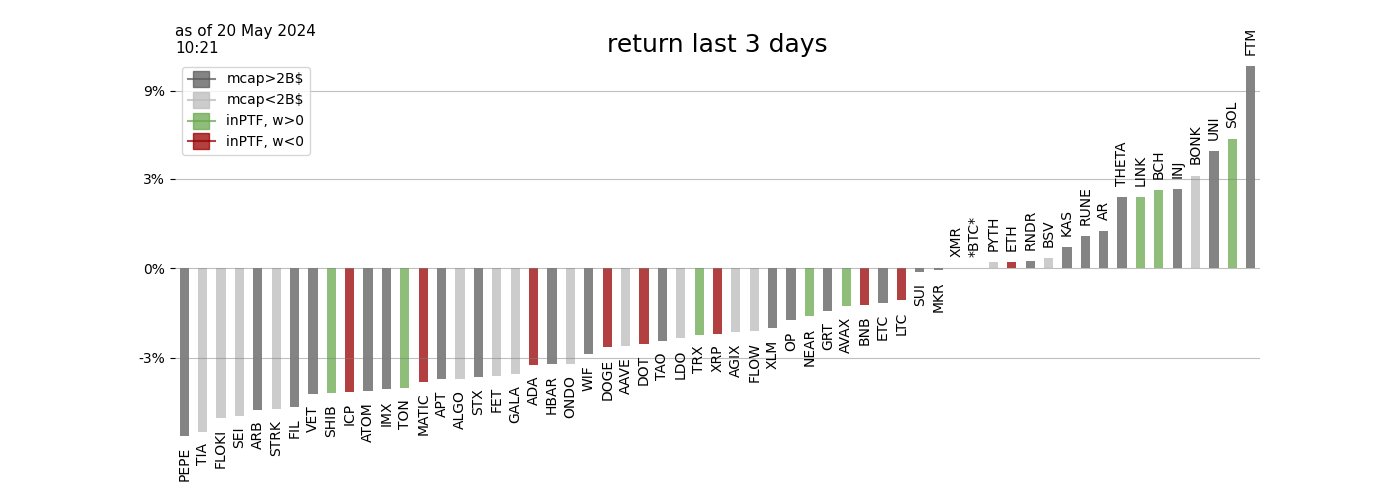 as of 20 May 2024
10:21
return last 3 days
mcap>2B$
mcap<2B$
inPTF, w>0
inPTF, w<0
9%
3%
0%
-3%
PEPE
TIA
FLOKI
SEI
ARB
STRK
FIL
VET
SHIB
ICP
ATOM
IMX
TON
MATIC
APT
ALGO
STX
FET
GALA
ADA
HBAR
ONDO
WIF
DOGE
AAVE
DOT
TAO
LDO
TRX
XRP
AGIX
FLOW
XLM
OP
NEAR
GRT
AVAX
BNB
ETC
LTC
SUI
MKR
XMR
*BTC*
PYTH
ETH
RNDR
BSV
KAS
RUNE
AR
THETA
LINK
BCH
INJ
BONK
UNI
SOL
FTM